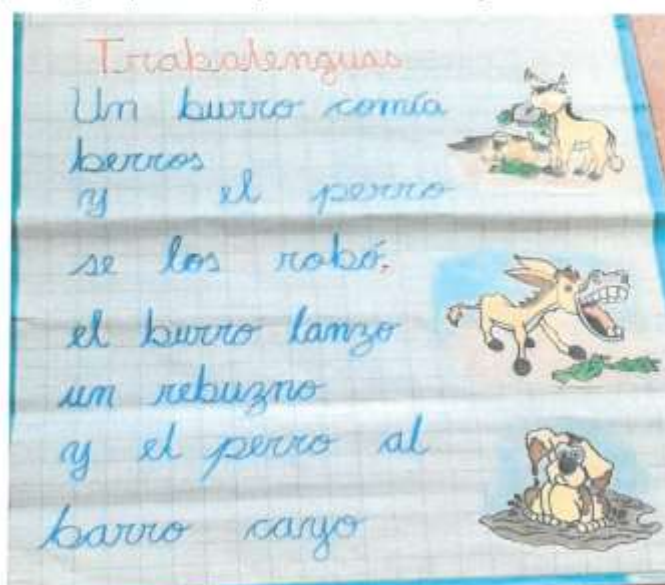 Trabalenguas
Un burro comía
berros
y el perro
se los robó,
el burro lanzo
un rebuzno
y el perro al
barro cayo